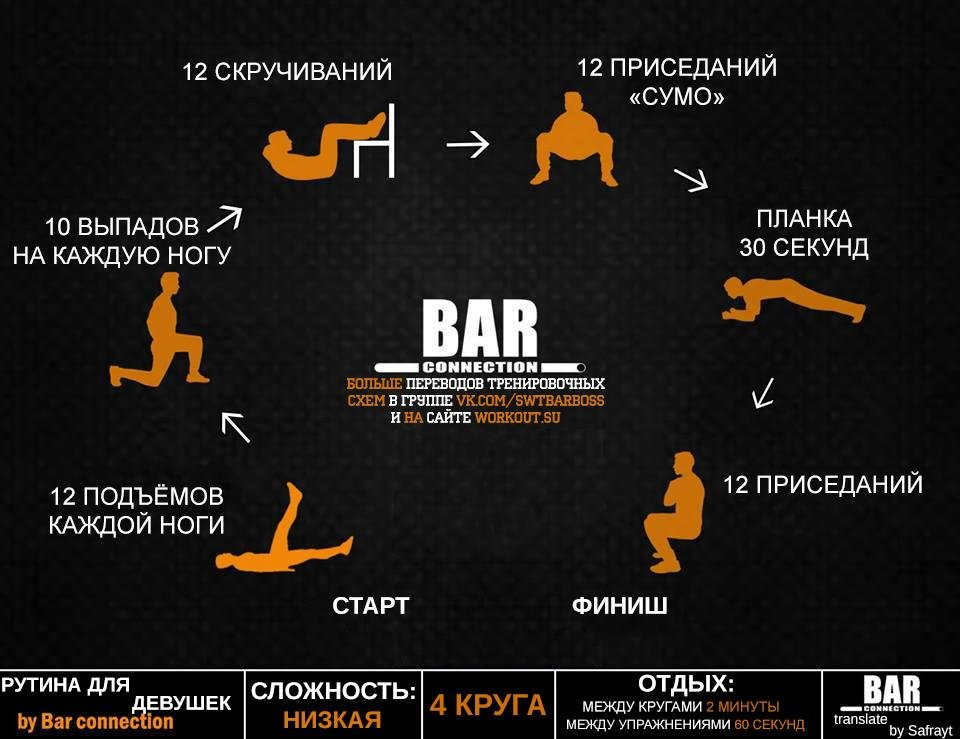 12 СКРУЧИВАНИЙ
12 ПРИСЕДАНИЙ
«СУМО»
10 ВЫПАДОВ
НА КАЖДУЮ НОГУ
ПЛАНКА
30 СЕКУНД
BAR
CONNECTION
БОЛЬШЕ ПЕРЕВОДОВ ТРЕНИРОВОЧНЫХ
СХЕМ В ГРУППЕ VK.COM/SWTBARBOSS
И НА САЙТЕ WORKOUT.SU
12 ПОДЪЁМОВ
КАЖДОЙ НОГИ
12 ПРИСЕДАНИЙ
СТАРТ
ФИНИШ
РУТИНА ДЛЯ
ДЕВУШЕК
by Bar connection
СЛОЖНОСТЬ:
НИЗКАЯ
4 КРУГА
ОТДЫХ:
МЕЖДУ КРУГАМИ 2 МИНУТЫ
МЕЖДУ УПРАЖНЕНИЯМИ 60 СЕКУНД
BAR
CONNECTION
translate
by Safrayt